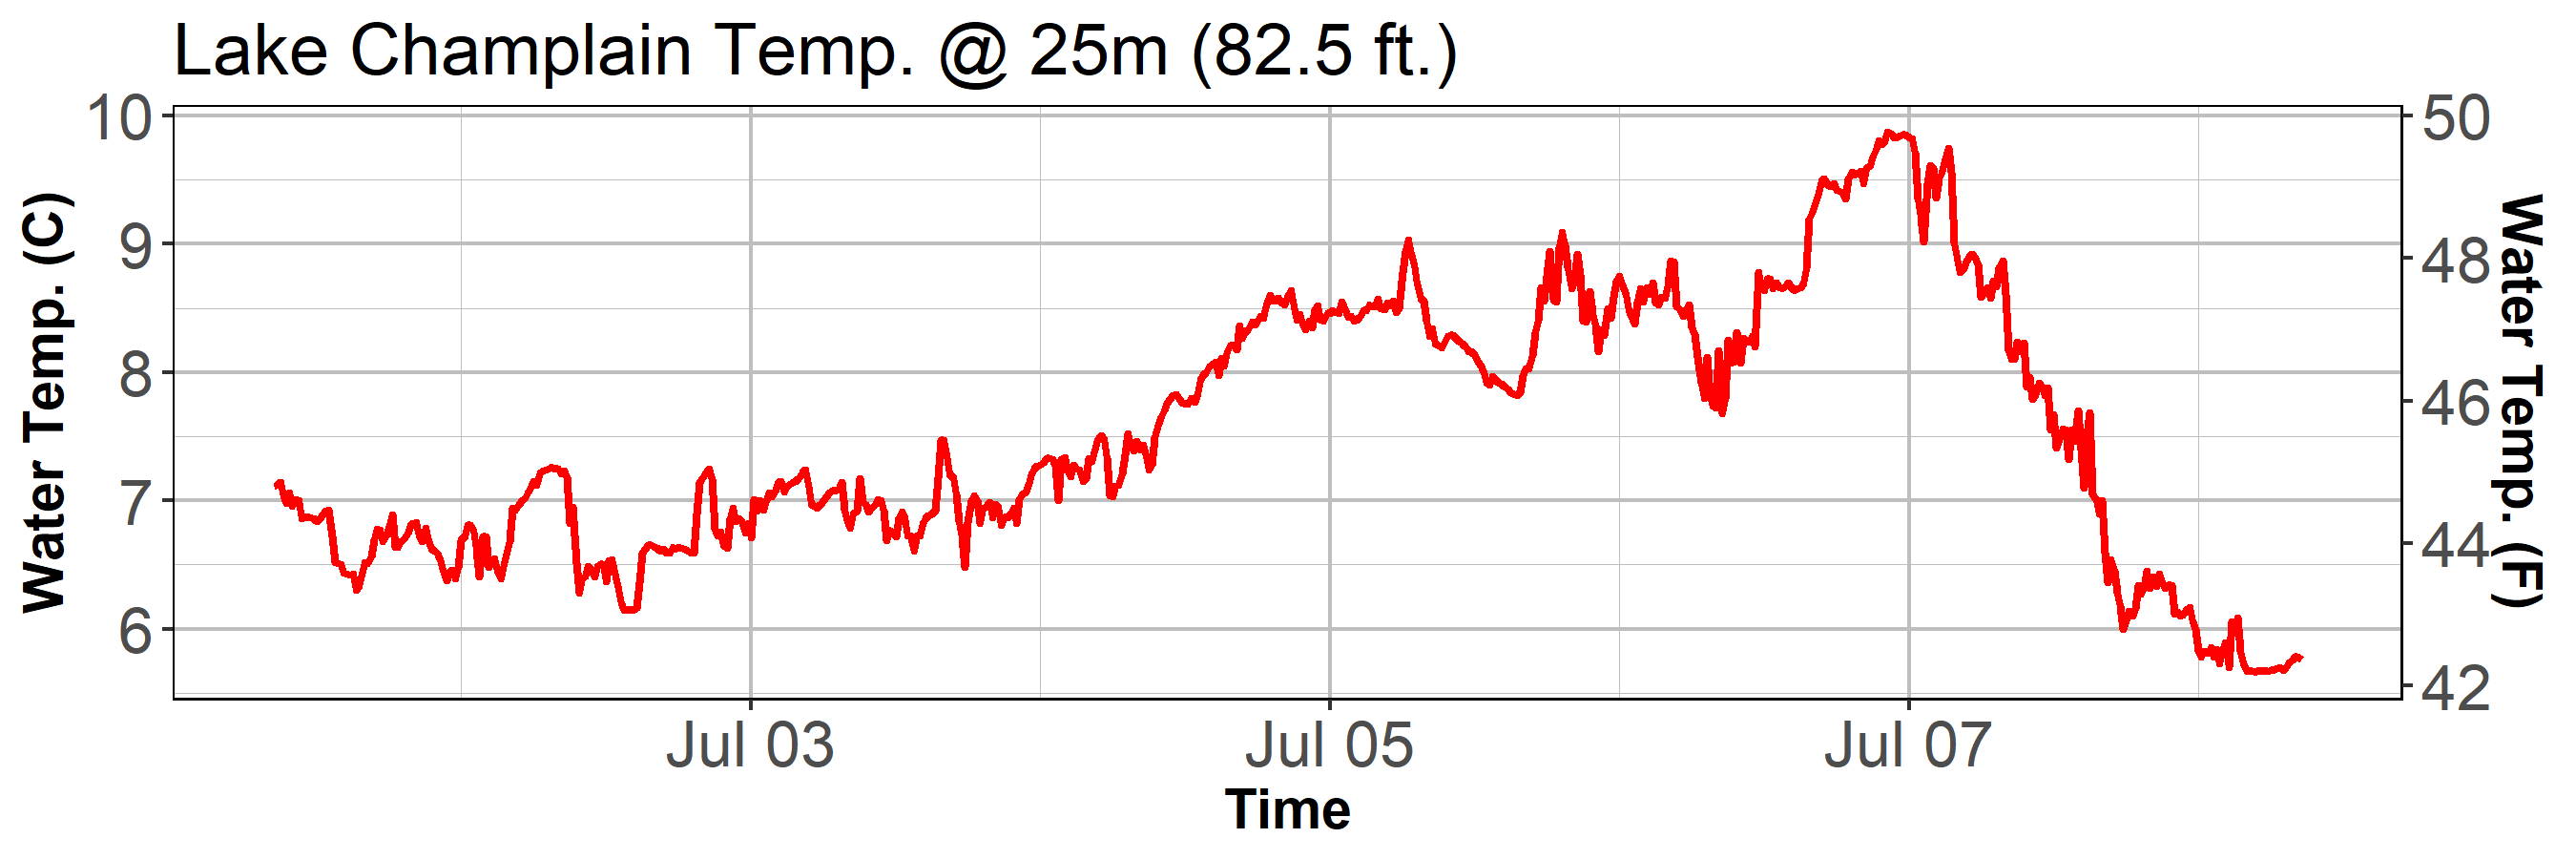 Lake Champlain Temp. @ 25m (82.5 ft.)
Water Temp. (C)
10
9
8
7
6
50
48
46
44
42
Water Temp. (F)
Jul 03 Jul 05 Jul 07
Time